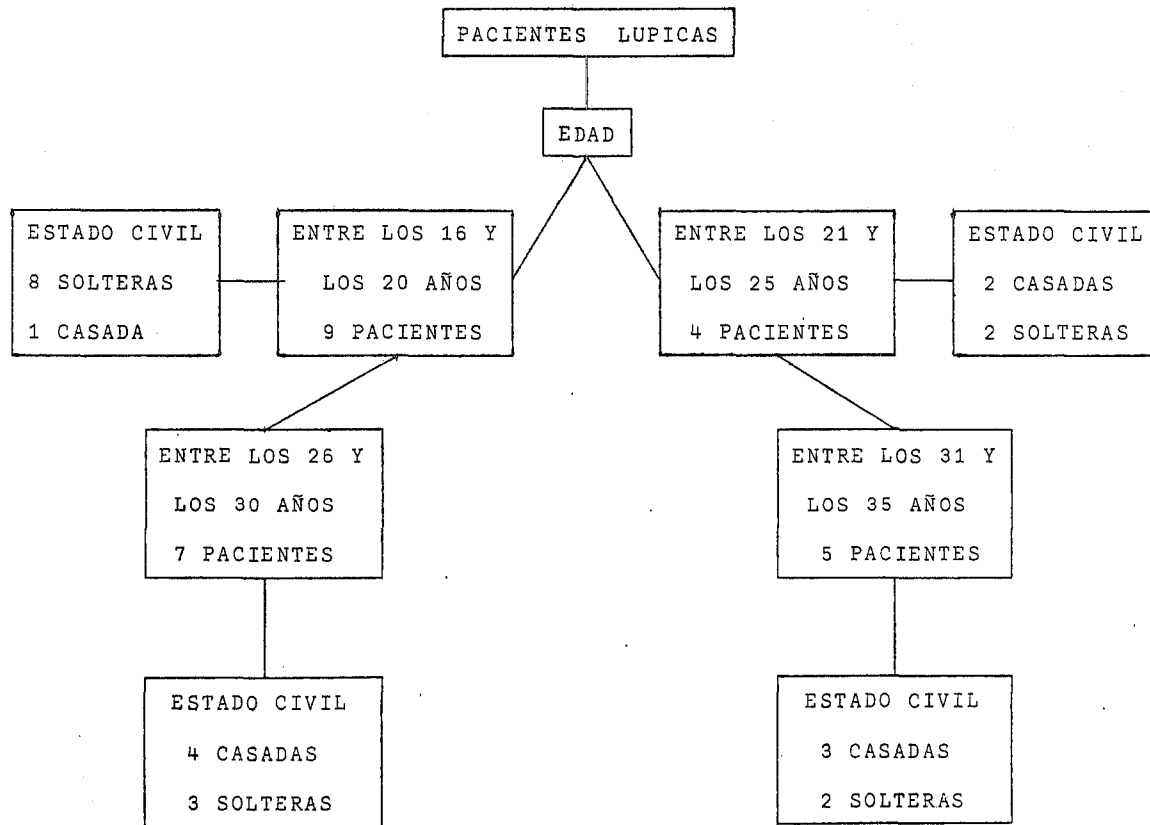 PACIENTES LUPICAS
EDAD
ESTADO CIVIL
8 SOLTERAS
1 CASADA
ENTRE LOS 16 Y
LOS 20 AÑOS
9 PACIENTES
ENTRE LOS 21 Y
LOS 25 AÑOS
4 PACIENTES
ESTADO CIVIL
2 CASADAS
2 SOLTERAS
ENTRE LOS 26 Y
LOS 30 AÑOS
7 PACIENTES
ENTRE LOS 31 Y
LOS 35 AÑOS
5 PACIENTES
ESTADO CIVIL
4 CASADAS
3 SOLTERAS
ESTADO CIVIL
3 CASADAS
2 SOLTERAS